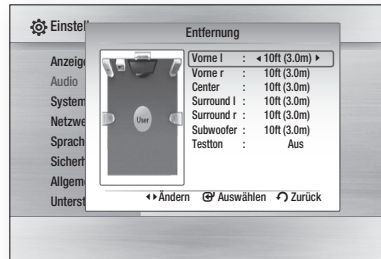 Einstell
Entfernung
Anzeige
Audio
System
Netzwe
Sprach
Sicherh
Allgem
Unterst
User
Vorne l : ◂ 10ft (3.0m) ▸
Vorne r : 10ft (3.0m)
Center : 10ft (3.0m)
Surround l : 10ft (3.0m)
Surround r : 10ft (3.0m)
Subwoofer : 10ft (3.0m)
Testton : Aus
◂▸ Ändern Auswählen Zurück